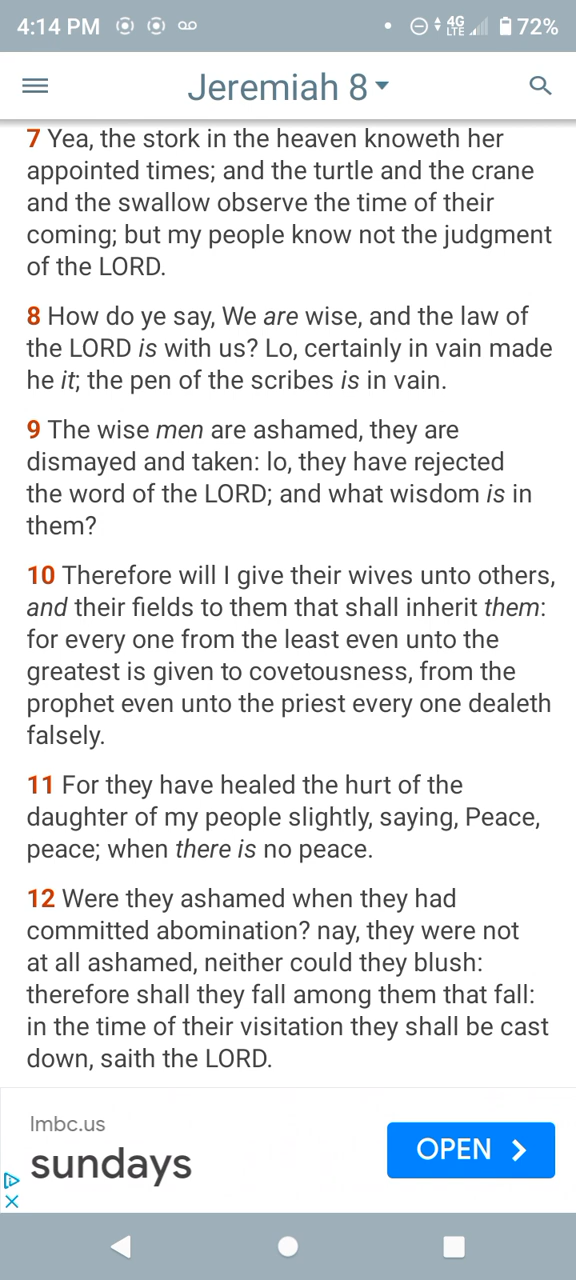 4:14 PM 4G LTE 72%
Jeremiah 8
7 Yea, the stork in the heaven knoweth her
appointed times; and the turtle and the crane
and the swallow observe the time of their
coming; but my people know not the judgment
of the LORD.
8 How do ye say, We are wise, and the law of
the LORD is with us? Lo, certainly in vain made
he it; the pen of the scribes is in vain.
9 The wise men are ashamed, they are
dismayed and taken: lo, they have rejected
the word of the LORD; and what wisdom is in
them?
10 Therefore will I give their wives unto others,
and their fields to them that shall inherit them:
for every one from the least even unto the
greatest is given to covetousness, from the
prophet even unto the priest every one dealeth
falsely.
11 For they have healed the hurt of the
daughter of my people slightly, saying, Peace,
peace; when there is no peace.
12 Were they ashamed when they had
committed abomination? nay, they were not
at all ashamed, neither could they blush:
therefore shall they fall among them that fall:
in the time of their visitation they shall be cast
down, saith the LORD.
lmbc.us
sundays
OPEN